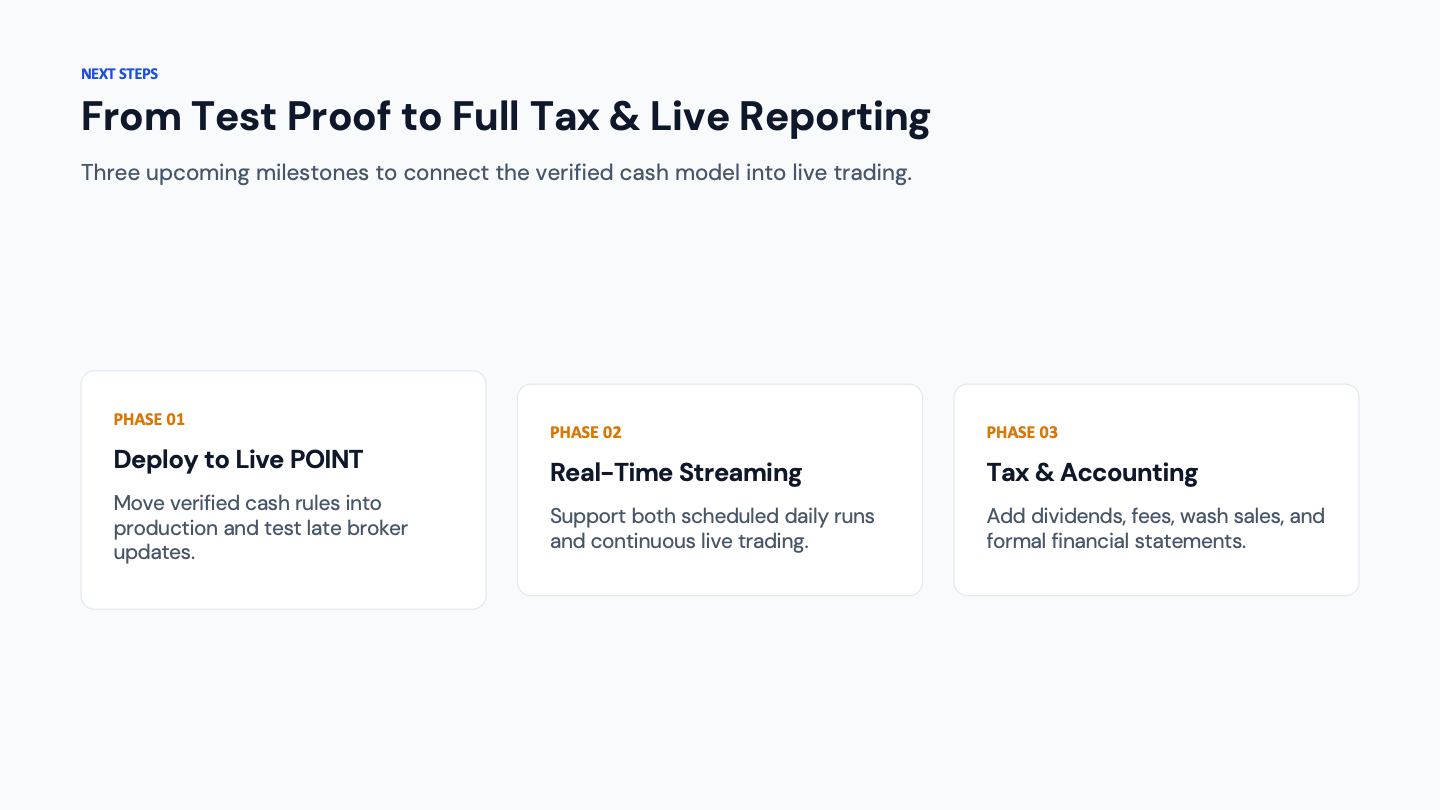 NEXT STEPS
From Test Proof to Full Tax & Live Reporting
Three upcoming milestones to connect the verified cash model into live trading.
PHASE 01
Deploy to Live POINT
Move verified cash rules into
production and test late broker
updates.
PHASE 02
Real-Time Streaming
Support both scheduled daily runs
and continuous live trading.
PHASE 03
Tax & Accounting
Add dividends, fees, wash sales, and
formal financial statements.